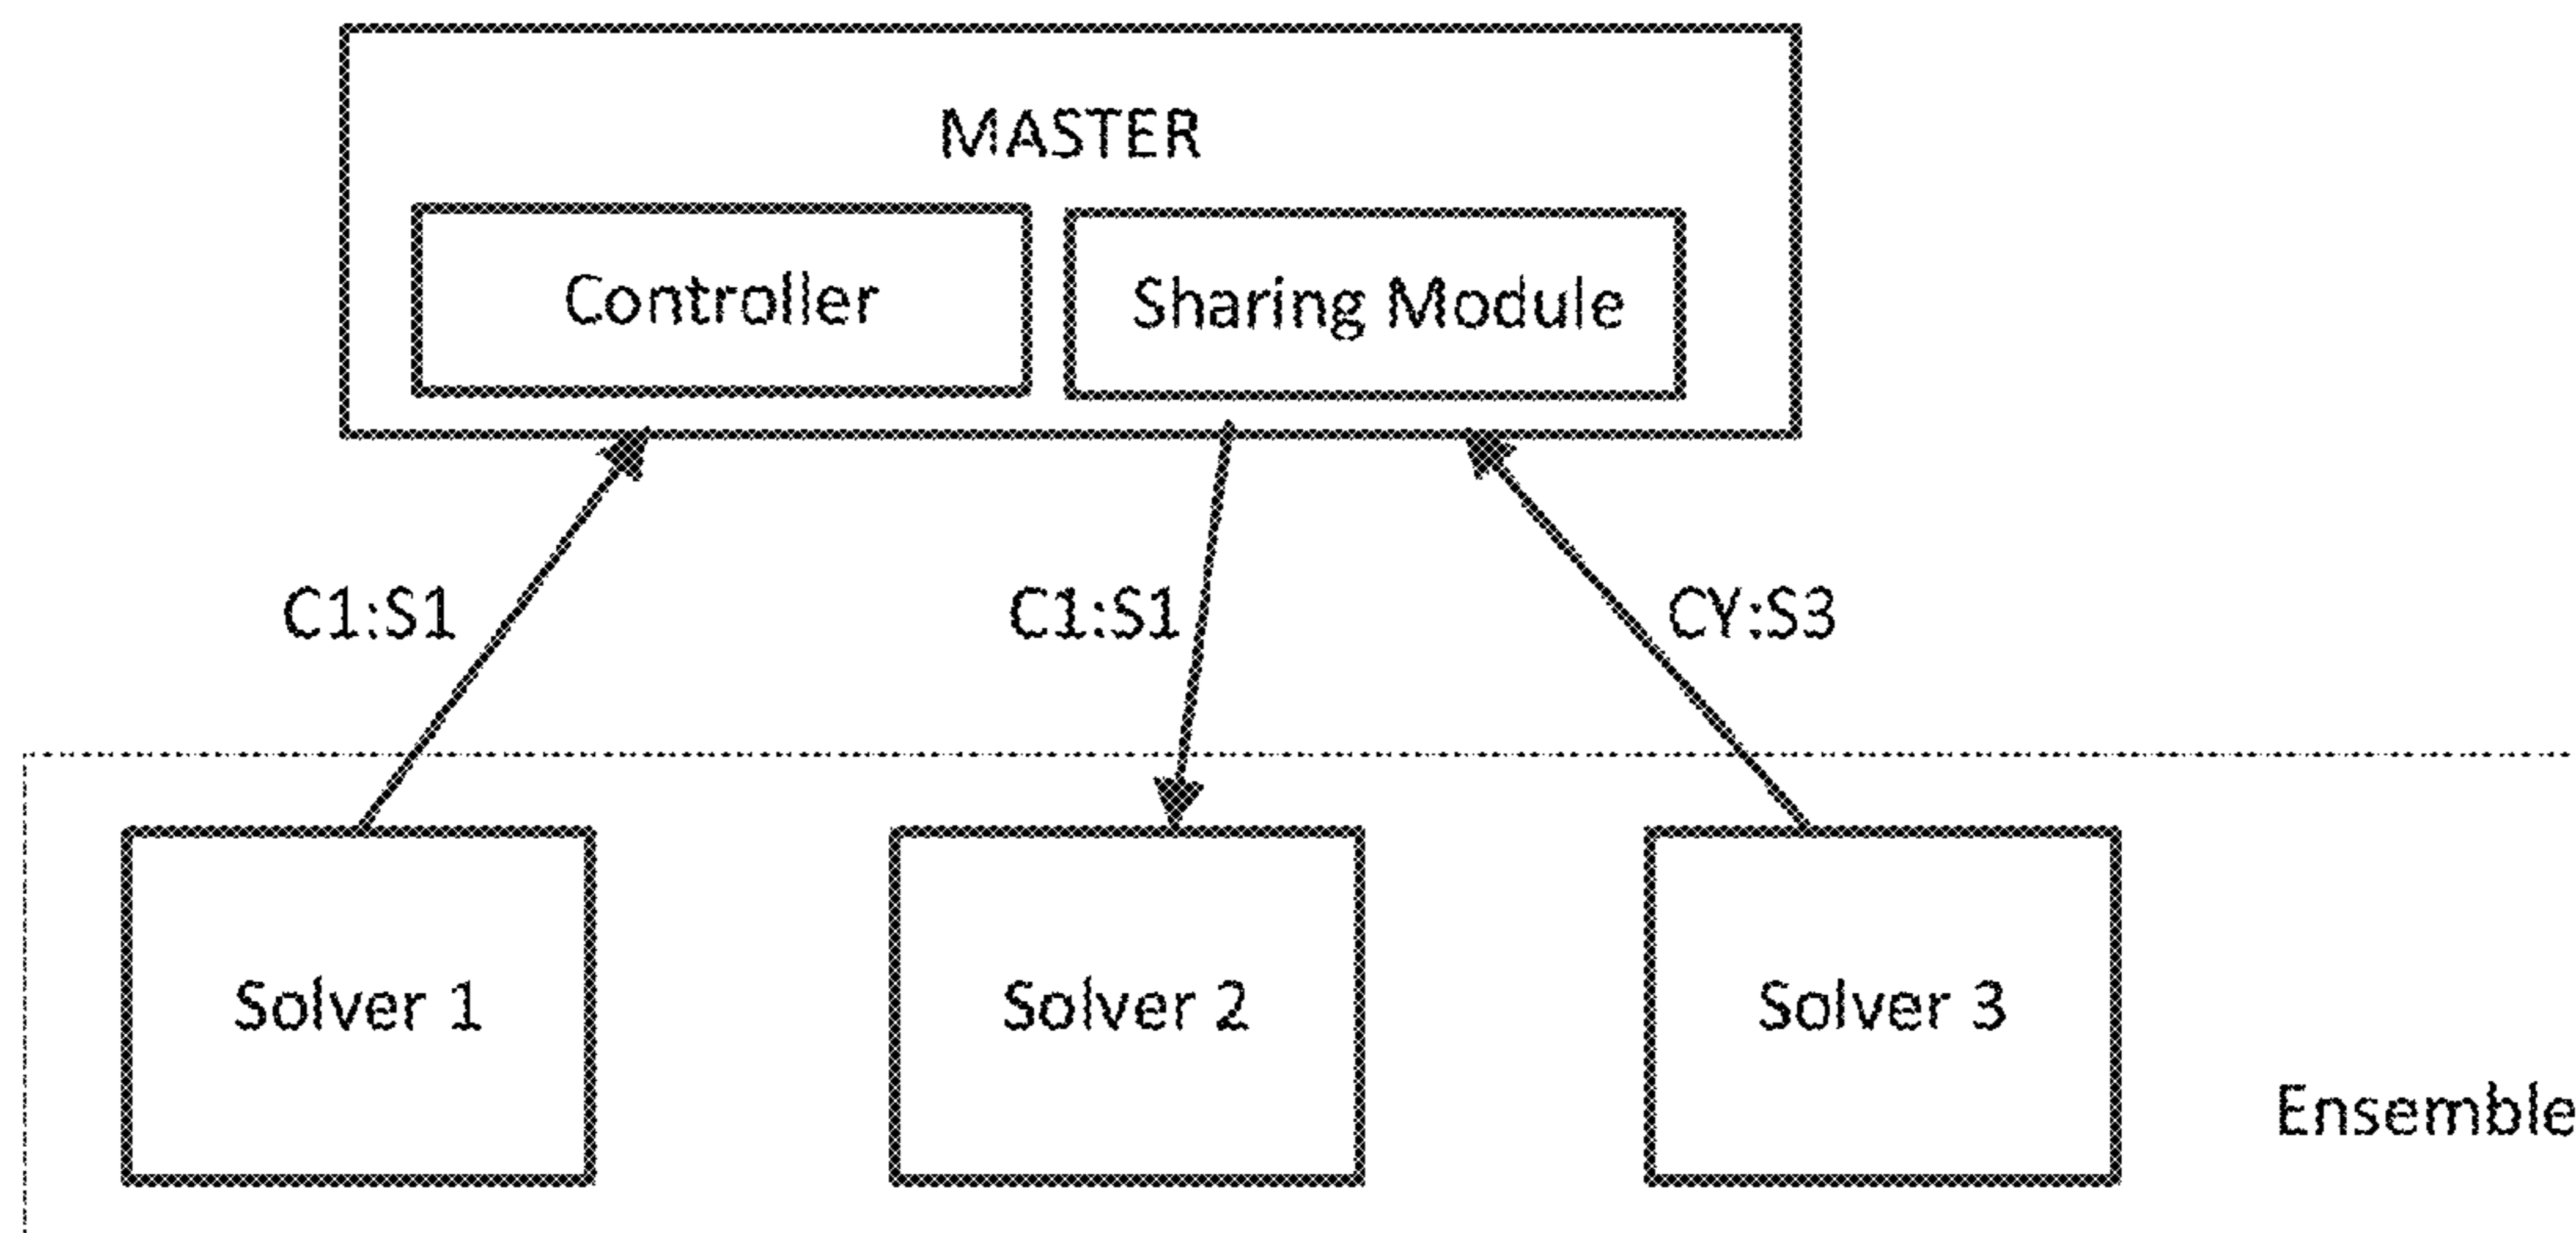 MASTER
Controller
Sharing Module
C1:S1
C1:S1
CY:S3
Solver 1
Solver 2
Solver 3
Ensemble